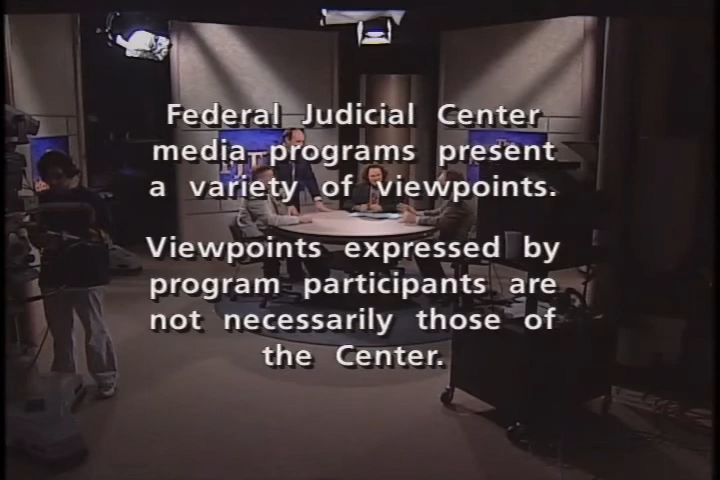 Federal Judicial Center
media programs present
a variety of viewpoints.
Viewpoints expressed by
program participants are
not necessarily those of
the Center.